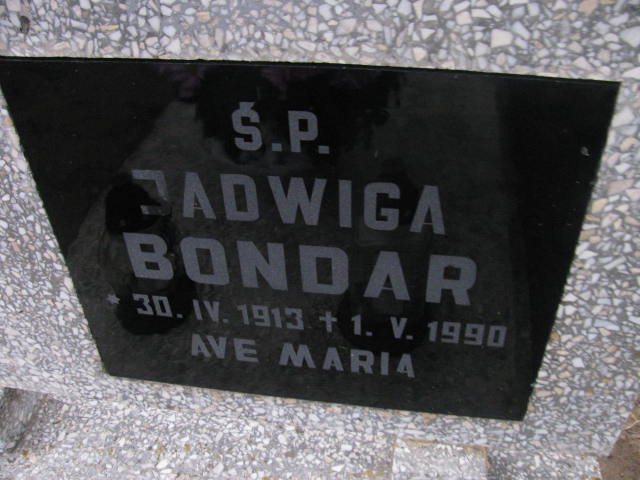 Ś.P.
JADWIGA
BONDAR
* 30. IV. 1913 + 1. V. 1990
AVE MARIA